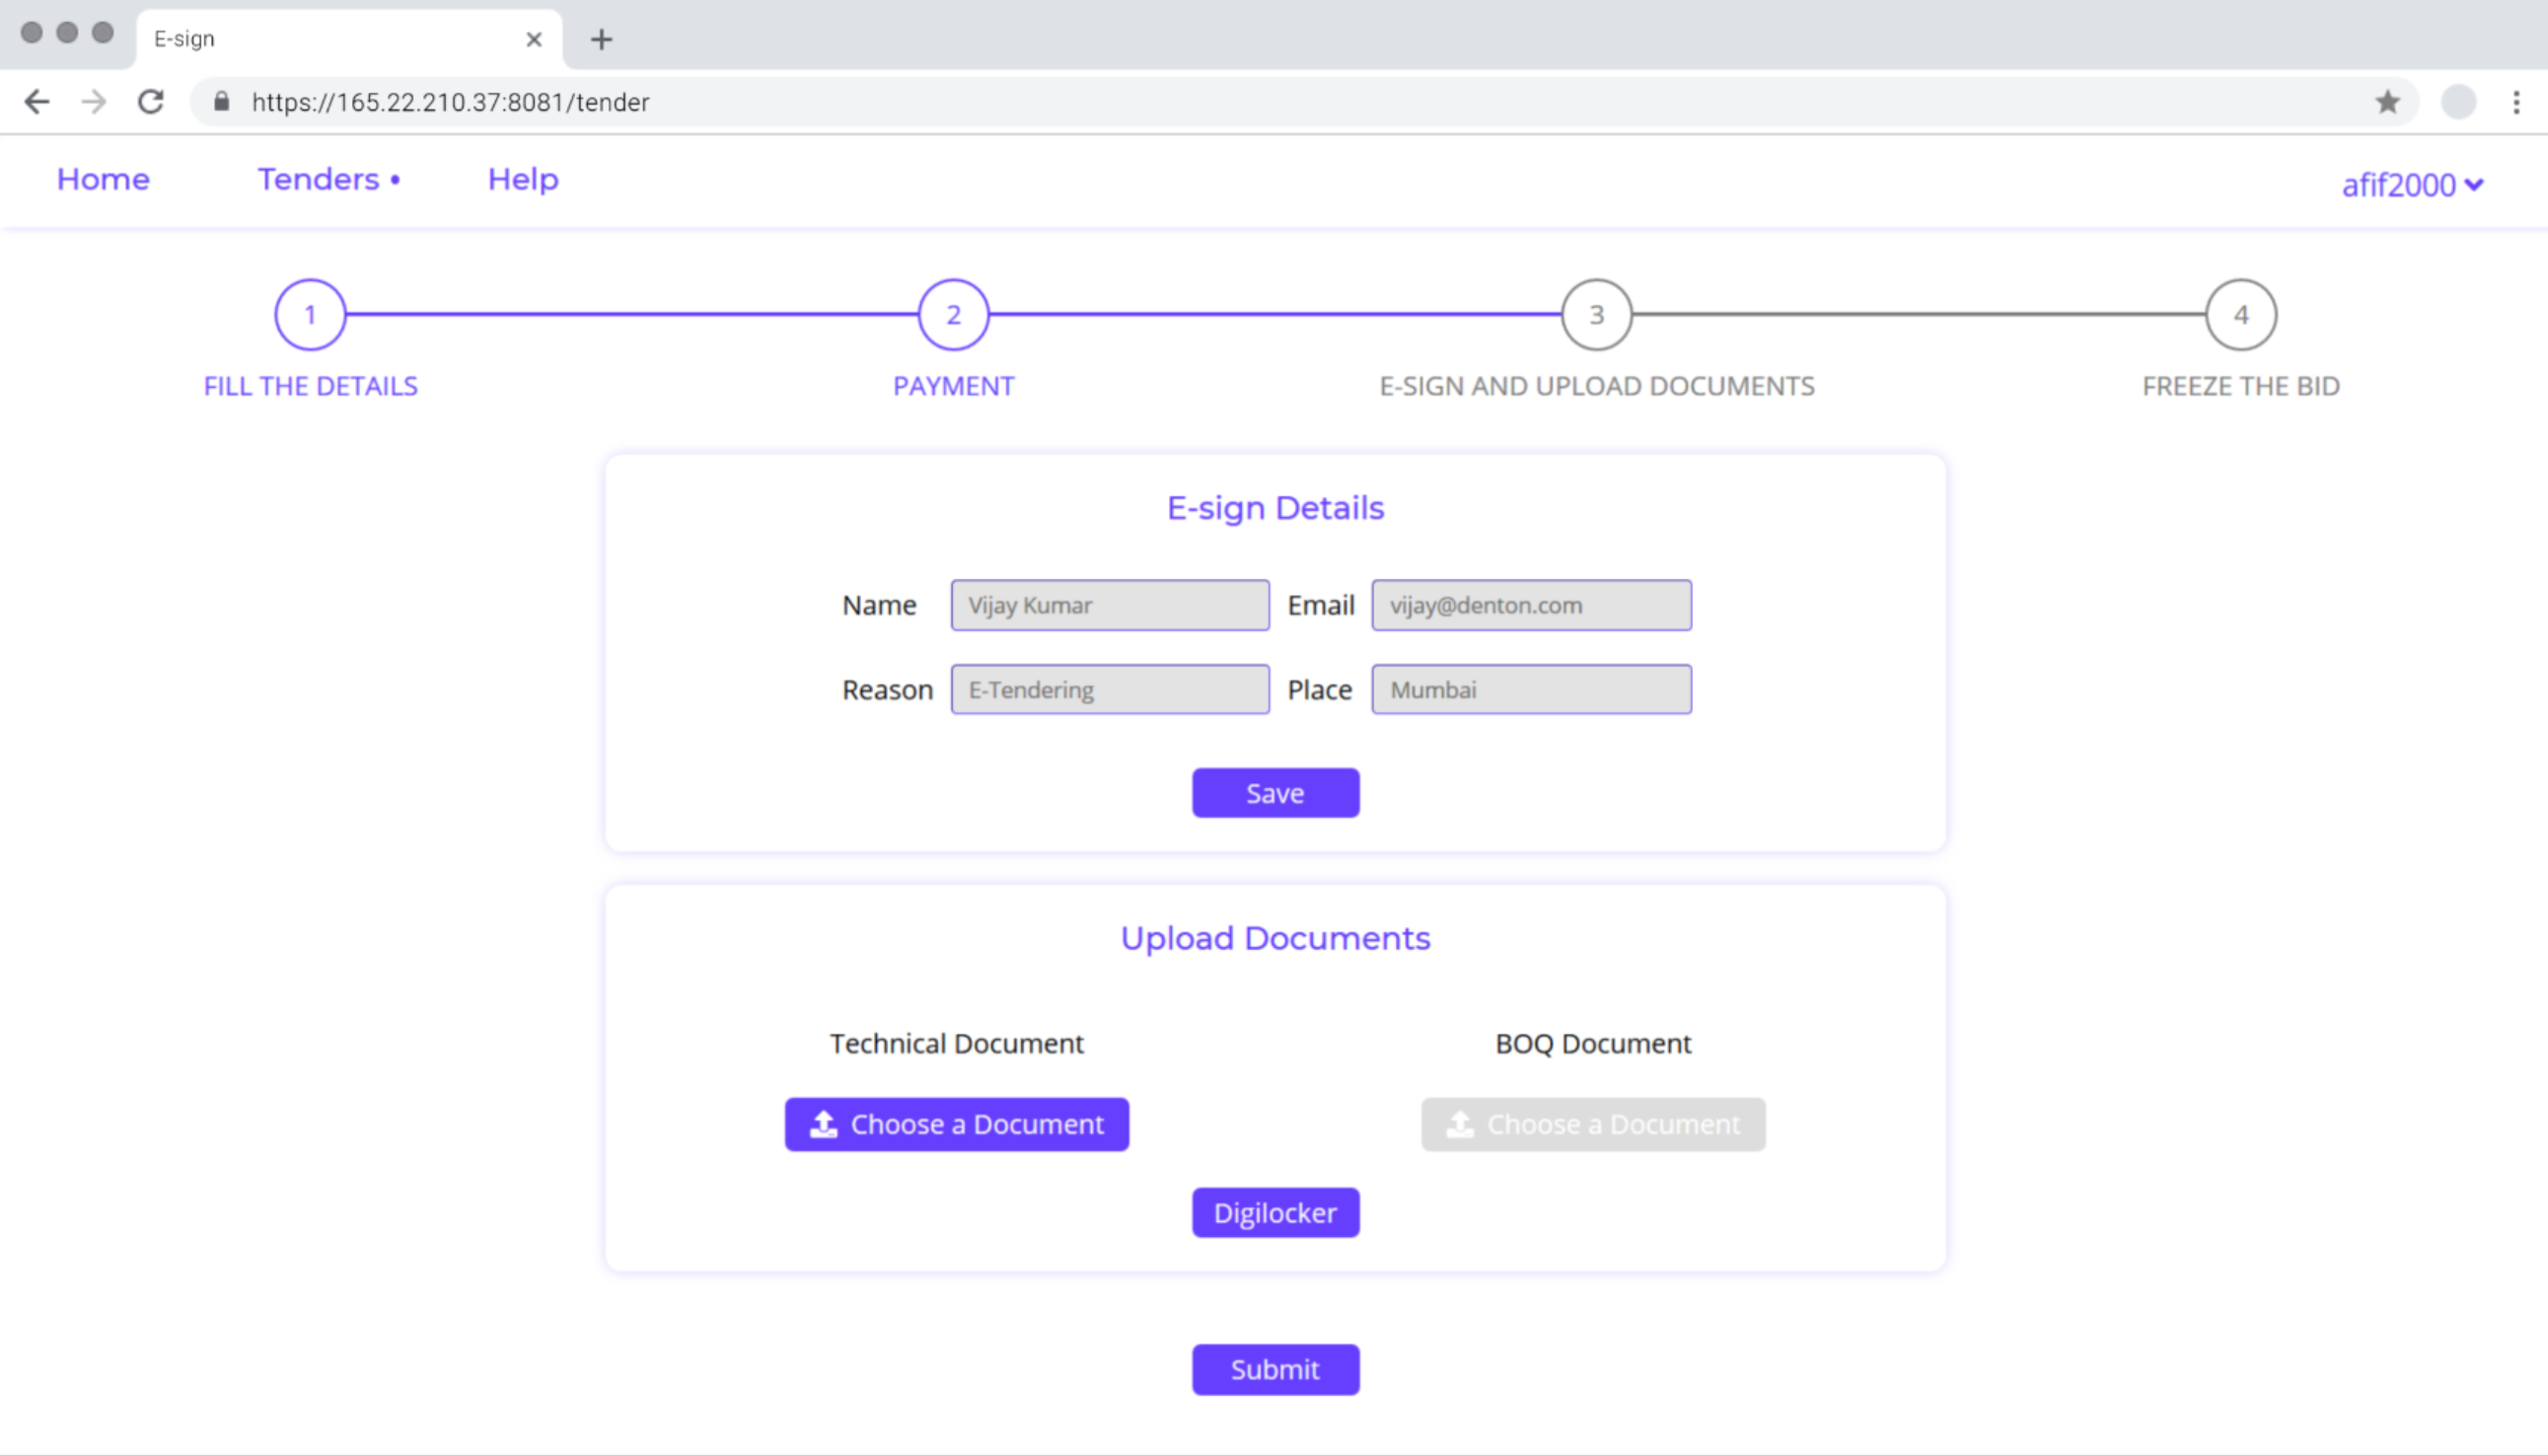 E-sign
https://165.22.210.37:8081/tender
Home Tenders • Help afif2000
1 2 3 4
FILL THE DETAILS PAYMENT E-SIGN AND UPLOAD DOCUMENTS FREEZE THE BID
E-sign Details
Name Vijay Kumar Email vijay@denton.com
Reason E-Tendering Place Mumbai
Save
Upload Documents
Technical Document BOQ Document
Choose a Document Choose a Document
Digilocker
Submit